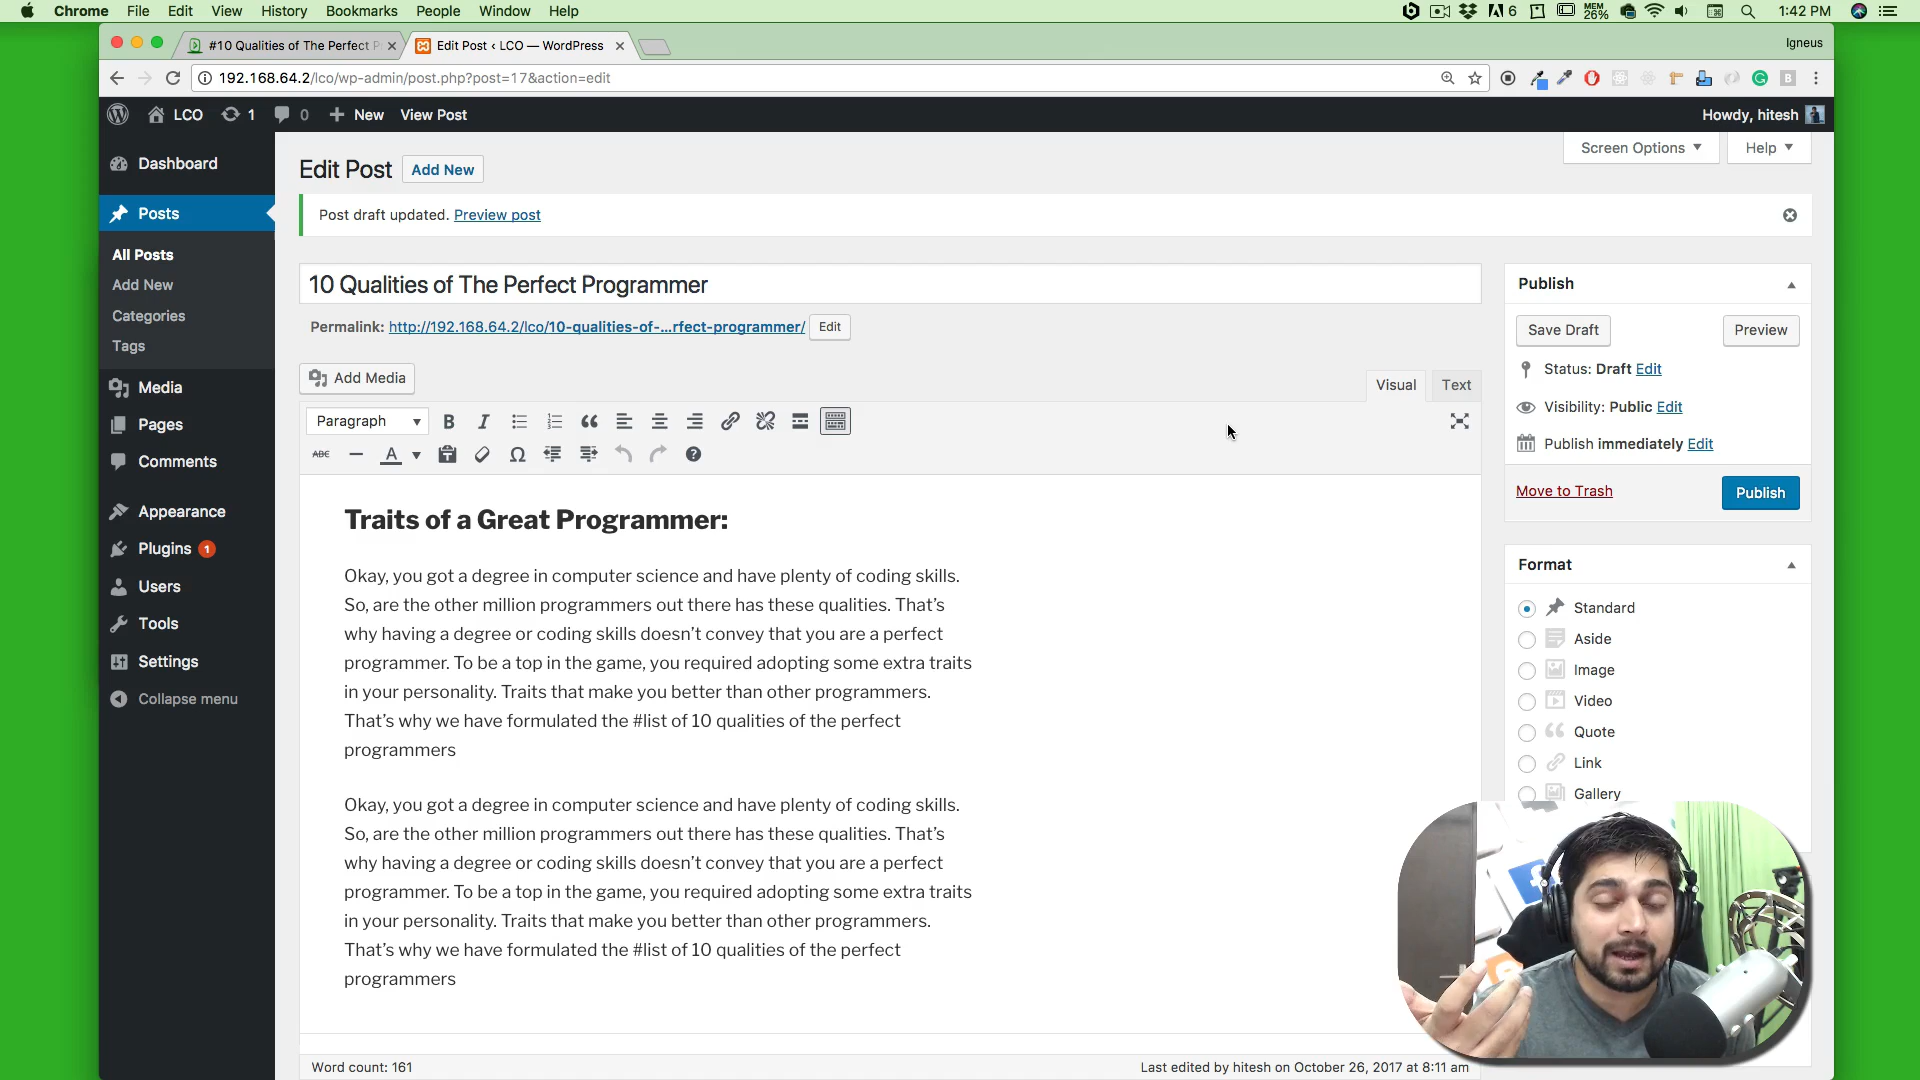 Chrome File Edit View History Bookmarks People Window Help
6 MEM 26% 1:42 PM
#10 Qualities of The Perfect P
Edit Post ‹ LCO — WordPress
Igneus
192.168.64.2/lco/wp-admin/post.php?post=17&action=edit
LCO 1 0 New View Post
Howdy, hitesh
Dashboard
Posts
All Posts
Add New
Categories
Tags
Media
Pages
Comments
Appearance
Plugins 1
Users
Tools
Settings
Collapse menu
Screen Options
Help
Edit Post Add New
Post draft updated. Preview post
10 Qualities of The Perfect Programmer
Permalink: http://192.168.64.2/lco/10-qualities-of-...rfect-programmer/ Edit
Add Media
Visual Text
Paragraph B I
ABC A Ω
Traits of a Great Programmer:
Okay, you got a degree in computer science and have plenty of coding skills.
So, are the other million programmers out there has these qualities. That’s
why having a degree or coding skills doesn’t convey that you are a perfect
programmer. To be a top in the game, you required adopting some extra traits
in your personality. Traits that make you better than other programmers.
That’s why we have formulated the #list of 10 qualities of the perfect
programmers
Okay, you got a degree in computer science and have plenty of coding skills.
So, are the other million programmers out there has these qualities. That’s
why having a degree or coding skills doesn’t convey that you are a perfect
programmer. To be a top in the game, you required adopting some extra traits
in your personality. Traits that make you better than other programmers.
That’s why we have formulated the #list of 10 qualities of the perfect
programmers
Word count: 161
Last edited by hitesh on October 26, 2017 at 8:11 am
Publish
Save Draft Preview
Status: Draft Edit
Visibility: Public Edit
Publish immediately Edit
Move to Trash Publish
Format
Standard
Aside
Image
Video
Quote
Link
Gallery